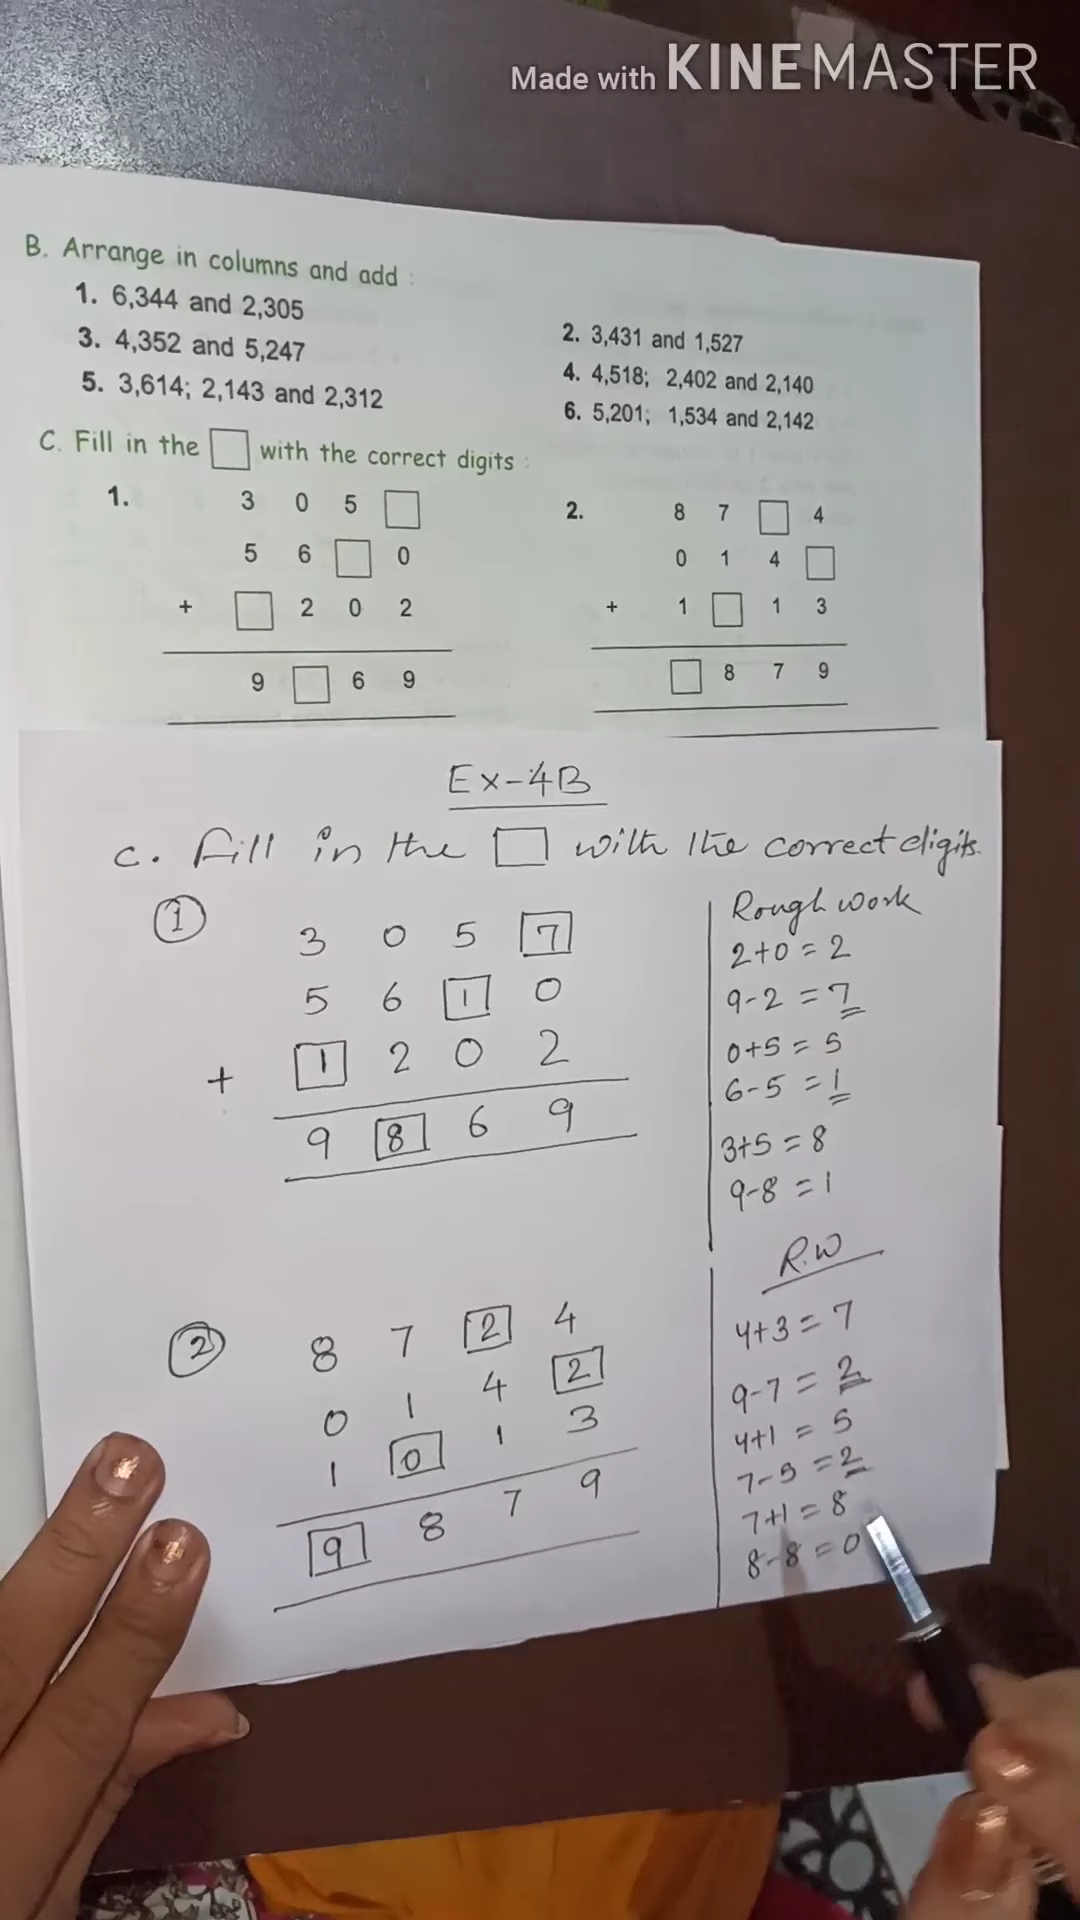 Made with KINEMASTER
B. Arrange in columns and add :
1. 6,344 and 2,305
2. 3,431 and 1,527
3. 4,352 and 5,247
4. 4,518; 2,402 and 2,140
5. 3,614; 2,143 and 2,312
6. 5,201; 1,534 and 2,142
C. Fill in the □ with the correct digits :
1.
3 0 5 □
5 6 □ 0
+ □ 2 0 2
9 □ 6 9
2.
8 7 □ 4
0 1 4 □
+ 1 □ 1 3
□ 8 7 9
Ex-4B
C. Fill in the □ with the correct digits.
1
3 0 5 7
5 6 1 0
+ 1 2 0 2
9 8 6 9
Rough work
2+0 = 2
9-2 = 7
0+5 = 5
6-5 = 1
3+5 = 8
9-8 = 1
2
8 7 2 4
0 1 4 2
1 0 1 3
9 8 7 9
R.W
4+3 = 7
9-7 = 2
4+1 = 5
7-5 = 2
7+1 = 8
8-8 = 0